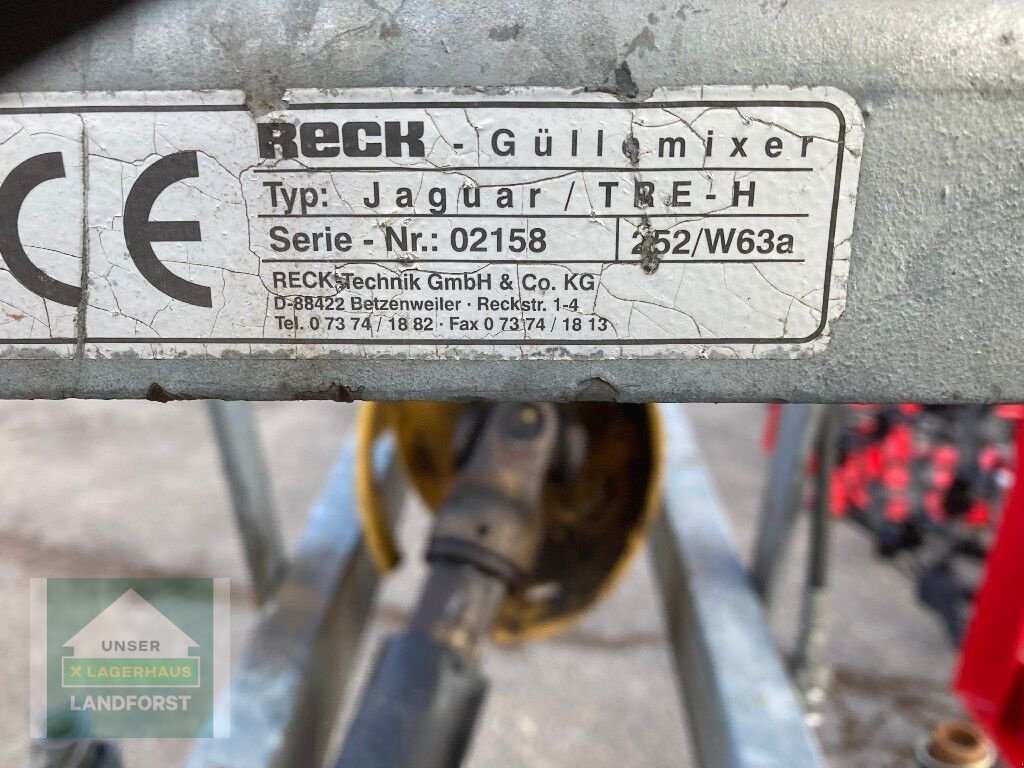 CE
RECK - Güllemixer
Typ: Jaguar / TRE-H
Serie - Nr.: 02158 252/W63a
RECK-Technik GmbH & Co. KG
D-88422 Betzenweiler · Reckstr. 1-4
Tel. 0 73 74 / 18 82 · Fax 0 73 74 / 18 13
UNSER
LAGERHAUS
LANDFORST